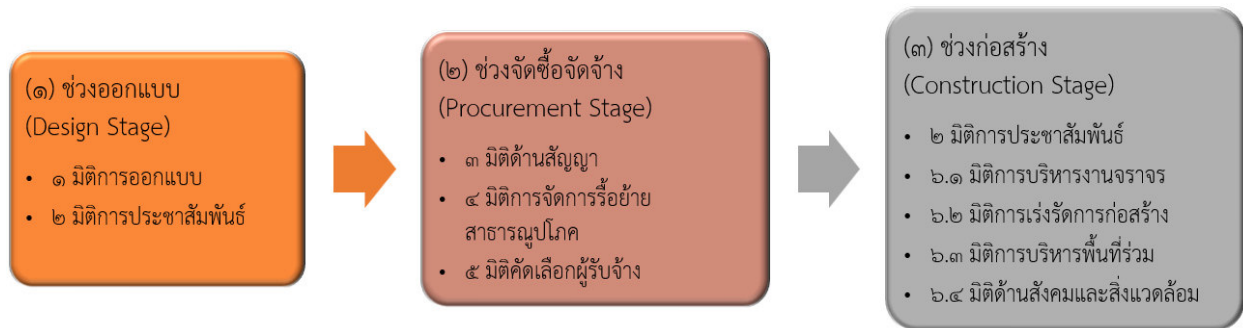 (๑) ช่วงออกแบบ
(Design Stage)
• ๑ มิติการออกแบบ
• ๒ มิติการประชาสัมพันธ์
(๒) ช่วงจัดซื้อจัดจ้าง
(Procurement Stage)
• ๓ มิติด้านสัญญา
• ๔ มิติการจัดการรื้อย้าย
สาธารณูปโภค
• ๕ มิติคัดเลือกผู้รับจ้าง
(๓) ช่วงก่อสร้าง
(Construction Stage)
• ๒ มิติการประชาสัมพันธ์
• ๖.๑ มิติการบริหารงานจราจร
• ๖.๒ มิติการเร่งรัดการก่อสร้าง
• ๖.๓ มิติการบริหารพื้นที่ร่วม
• ๖.๔ มิติด้านสังคมและสิ่งแวดล้อม